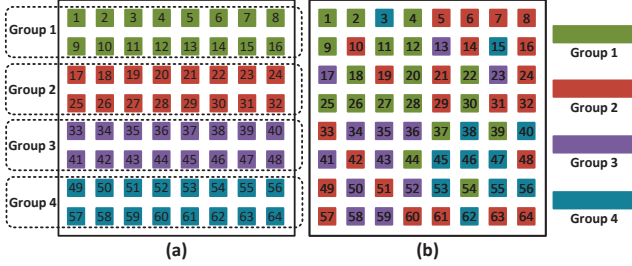 Group 1
1 2 3 4 5 6 7 8
9 10 11 12 13 14 15 16
Group 2
17 18 19 20 21 22 23 24
25 26 27 28 29 30 31 32
Group 3
33 34 35 36 37 38 39 40
41 42 43 44 45 46 47 48
Group 4
49 50 51 52 53 54 55 56
57 58 59 60 61 62 63 64
(a)
1 2 3 4 5 6 7 8
9 10 11 12 13 14 15 16
17 18 19 20 21 22 23 24
25 26 27 28 29 30 31 32
33 34 35 36 37 38 39 40
41 42 43 44 45 46 47 48
49 50 51 52 53 54 55 56
57 58 59 60 61 62 63 64
(b)
Group 1
Group 2
Group 3
Group 4